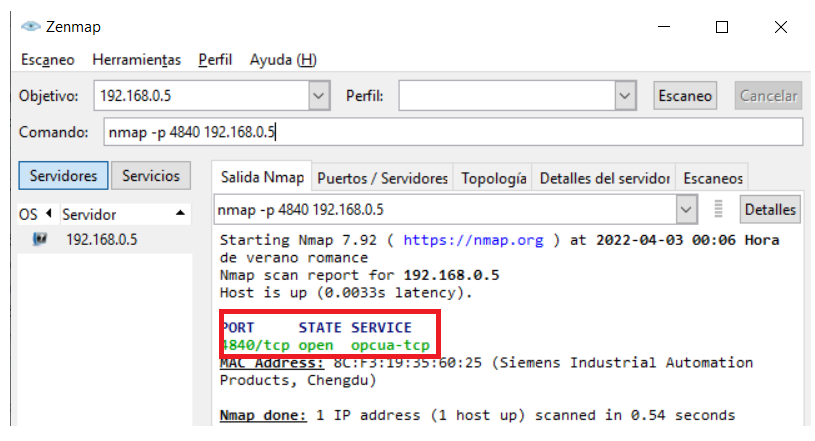 Zenmap
Escaneo Herramientas Perfil Ayuda (H)
Objetivo: 192.168.0.5 Perfil: Escaneo Cancelar
Comando: nmap -p 4840 192.168.0.5
Servidores Servicios Salida Nmap Puertos / Servidores Topología Detalles del servidor Escaneos
OS Servidor nmap -p 4840 192.168.0.5 Detalles
192.168.0.5
Starting Nmap 7.92 ( https://nmap.org ) at 2022-04-03 00:06 Hora
de verano romance
Nmap scan report for 192.168.0.5
Host is up (0.0033s latency).
PORT STATE SERVICE
4840/tcp open opcua-tcp
MAC Address: 8C:F3:19:35:60:25 (Siemens Industrial Automation
Products, Chengdu)
Nmap done: 1 IP address (1 host up) scanned in 0.54 seconds